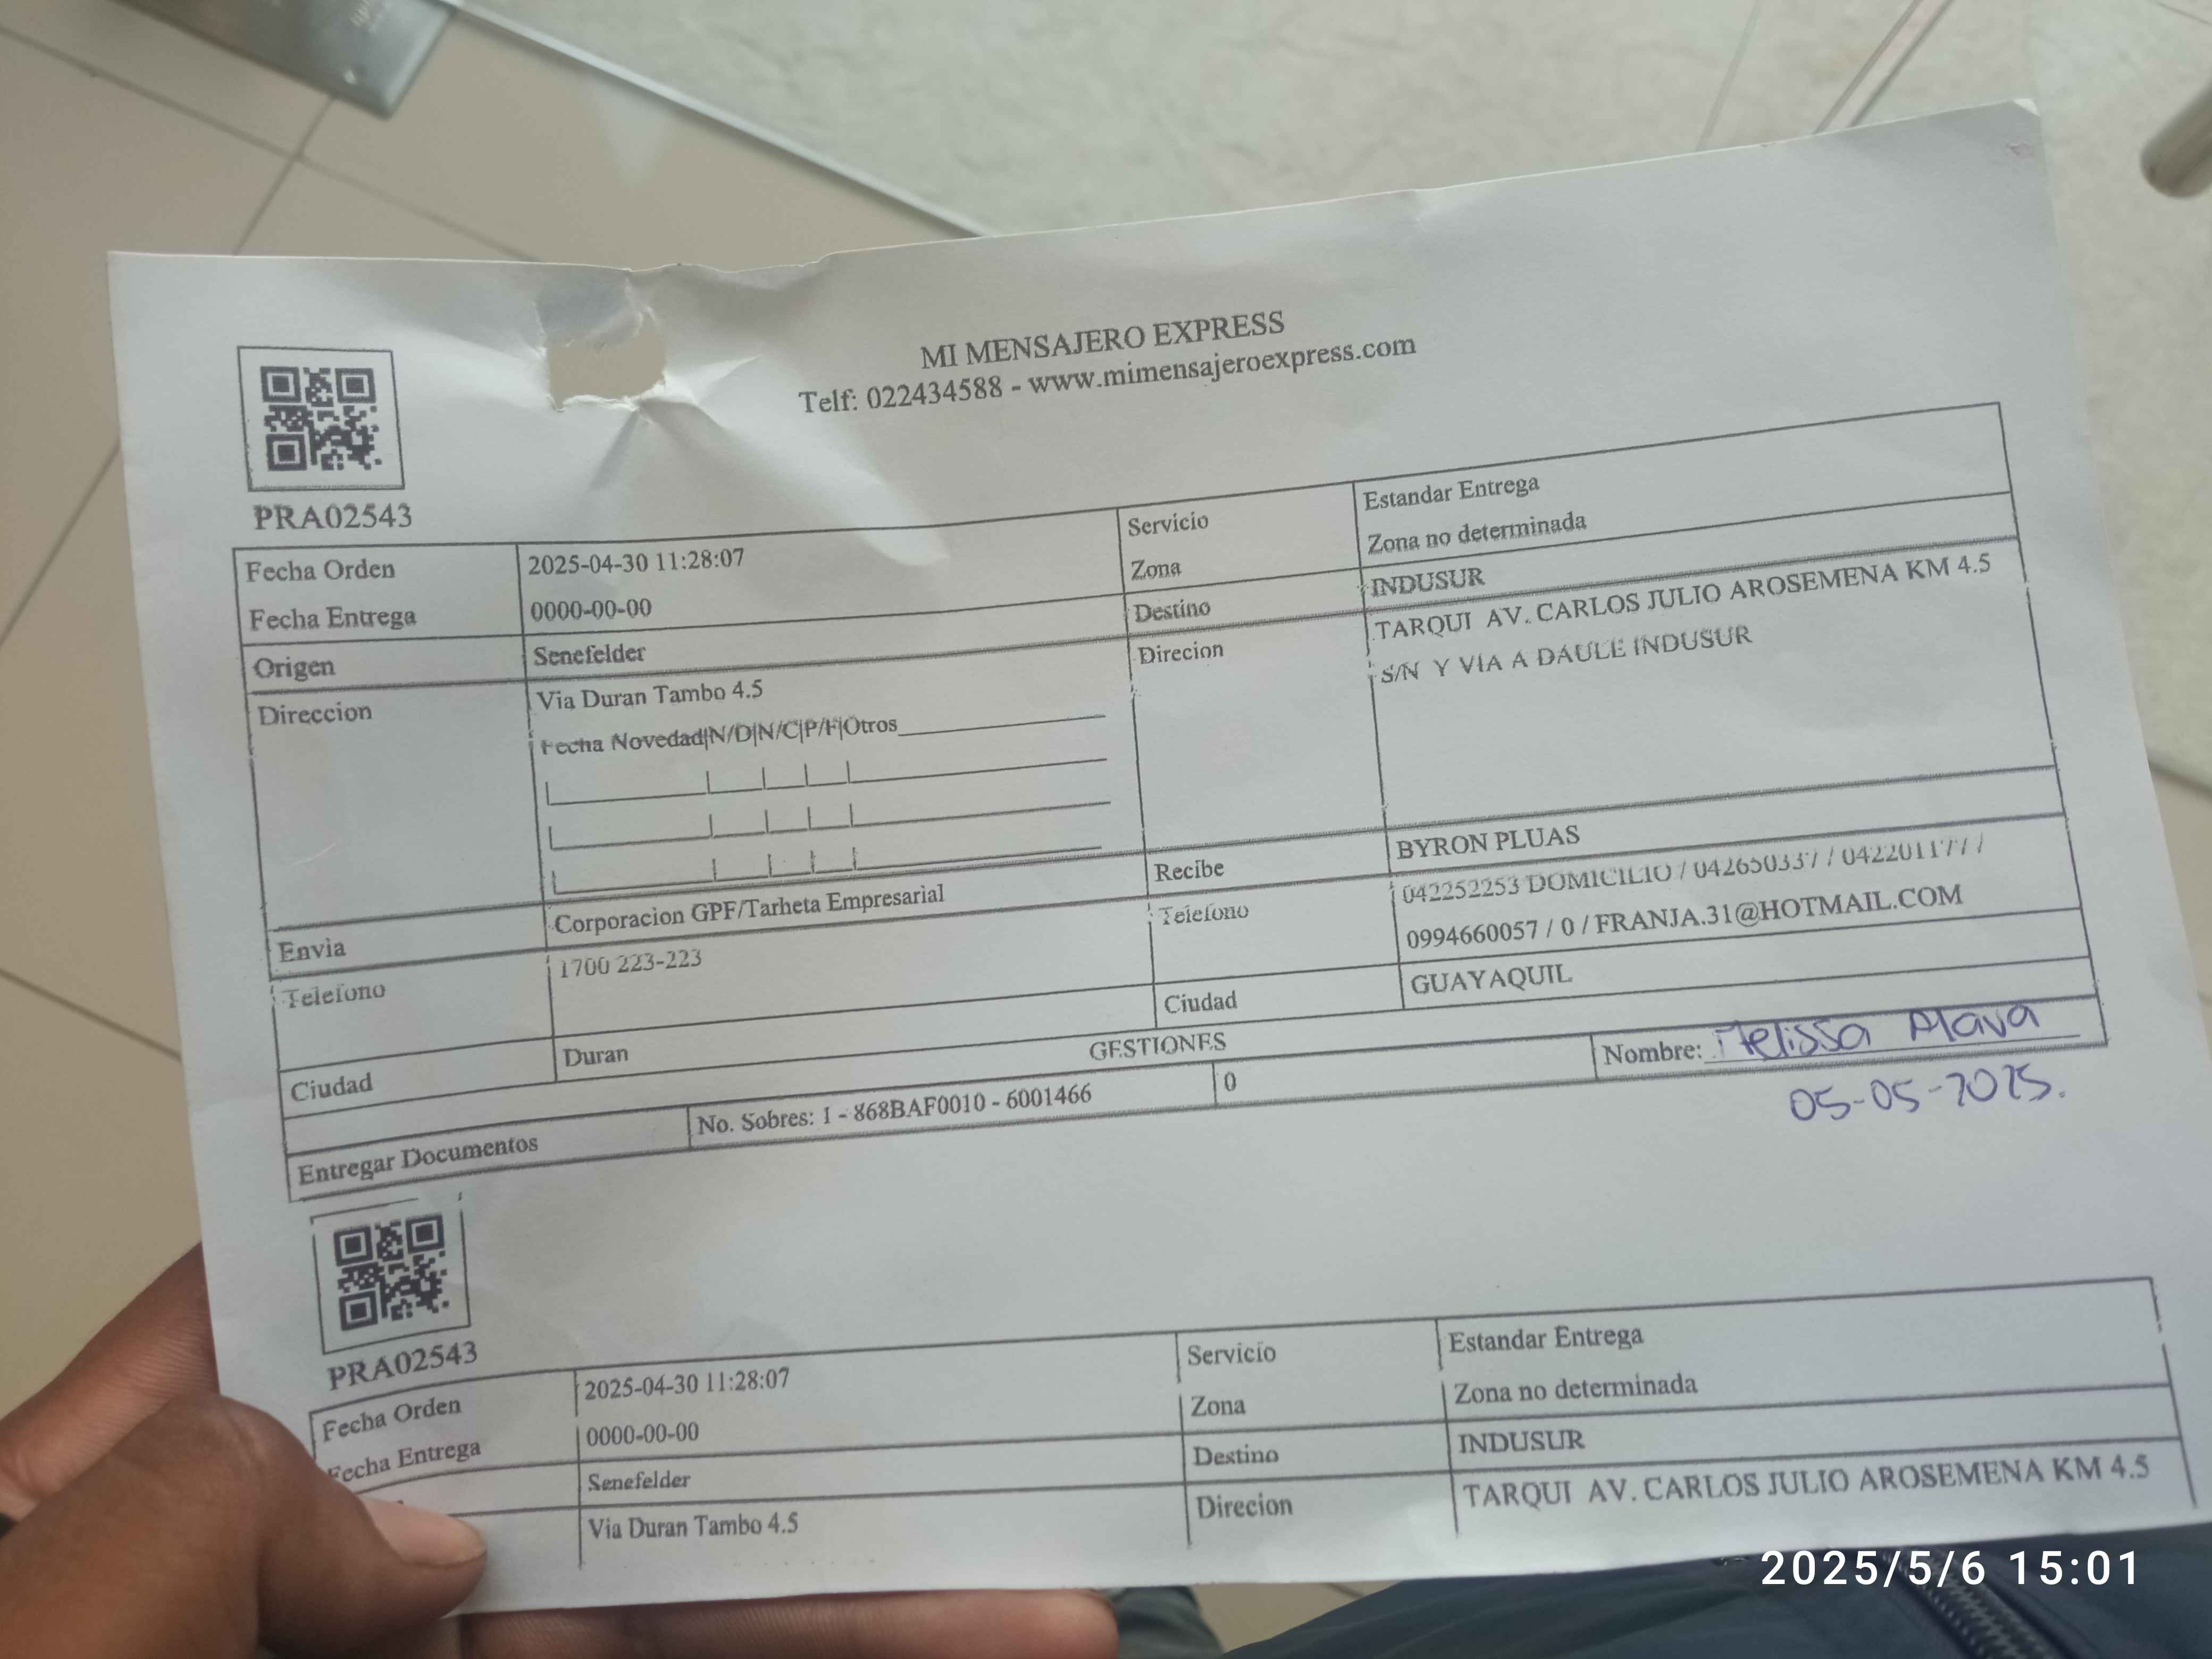 MI MENSAJERO EXPRESS
Telf: 022434588 - www.mimensajeroexpress.com
PRA02543
Fecha Orden 2025-04-30 11:28:07 Servicio Estandar Entrega
Fecha Entrega 0000-00-00 Zona Zona no determinada
Origen Senefelder Destino INDUSUR
Direccion Via Duran Tambo 4.5 Direcion TARQUI AV. CARLOS JULIO AROSEMENA KM 4.5
S/N Y VIA A DAULE INDUSUR
Fecha Novedad|N/D|N/C|P/F|Otros
Envia Corporacion GPF/Tarheta Empresarial Recibe BYRON PLUAS
Telefono 1700 223-223 Telefono 042252253 DOMICILIO / 042650337 / 042201177 /
0994660057 / 0 / FRANJA.31@HOTMAIL.COM
Ciudad Duran Ciudad GUAYAQUIL
GESTIONES
Entregar Documentos No. Sobres: 1 - 868BAF0010 - 6001466 0 Nombre: Melissa Alava
05-05-2025.
PRA02543
Fecha Orden 2025-04-30 11:28:07 Servicio Estandar Entrega
Fecha Entrega 0000-00-00 Zona Zona no determinada
Senefelder Destino INDUSUR
Via Duran Tambo 4.5 Direcion TARQUI AV. CARLOS JULIO AROSEMENA KM 4.5
2025/5/6 15:01